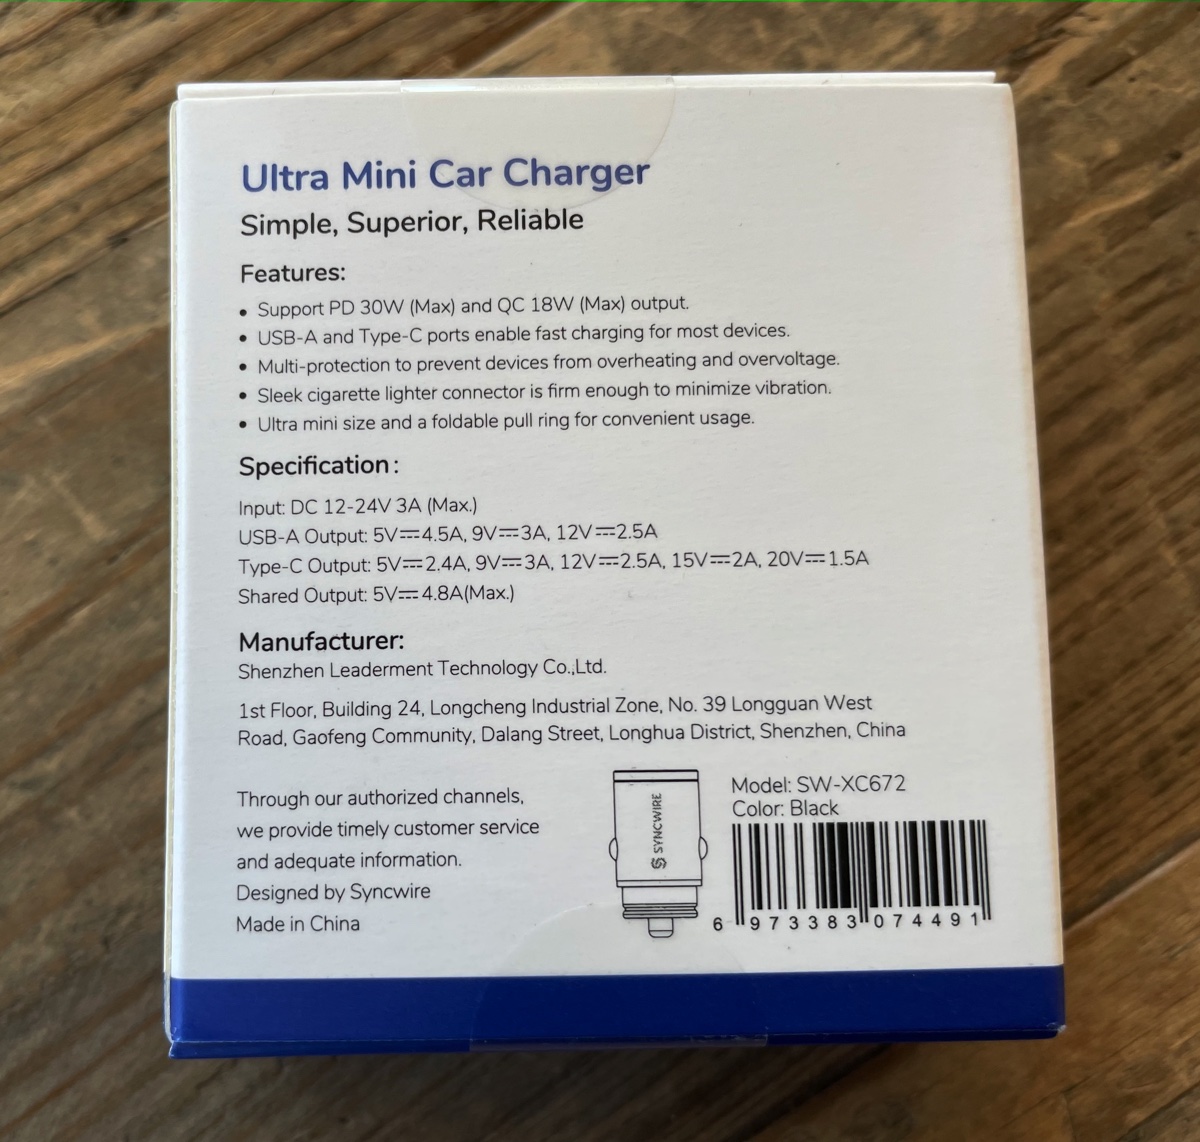 Ultra Mini Car Charger
Simple, Superior, Reliable
Features:
• Support PD 30W (Max) and QC 18W (Max) output.
• USB-A and Type-C ports enable fast charging for most devices.
• Multi-protection to prevent devices from overheating and overvoltage.
• Sleek cigarette lighter connector is firm enough to minimize vibration.
• Ultra mini size and a foldable pull ring for convenient usage.
Specification:
Input: DC 12-24V 3A (Max.)
USB-A Output: 5V⎓4.5A, 9V⎓3A, 12V⎓2.5A
Type-C Output: 5V⎓2.4A, 9V⎓3A, 12V⎓2.5A, 15V⎓2A, 20V⎓1.5A
Shared Output: 5V⎓4.8A(Max.)
Manufacturer:
Shenzhen Leaderment Technology Co.,Ltd.
1st Floor, Building 24, Longcheng Industrial Zone, No. 39 Longguan West
Road, Gaofeng Community, Dalang Street, Longhua District, Shenzhen, China
Through our authorized channels,
we provide timely customer service
and adequate information.
Designed by Syncwire
Made in China
SYNCWIRE
Model: SW-XC672
Color: Black
6 973383 074491